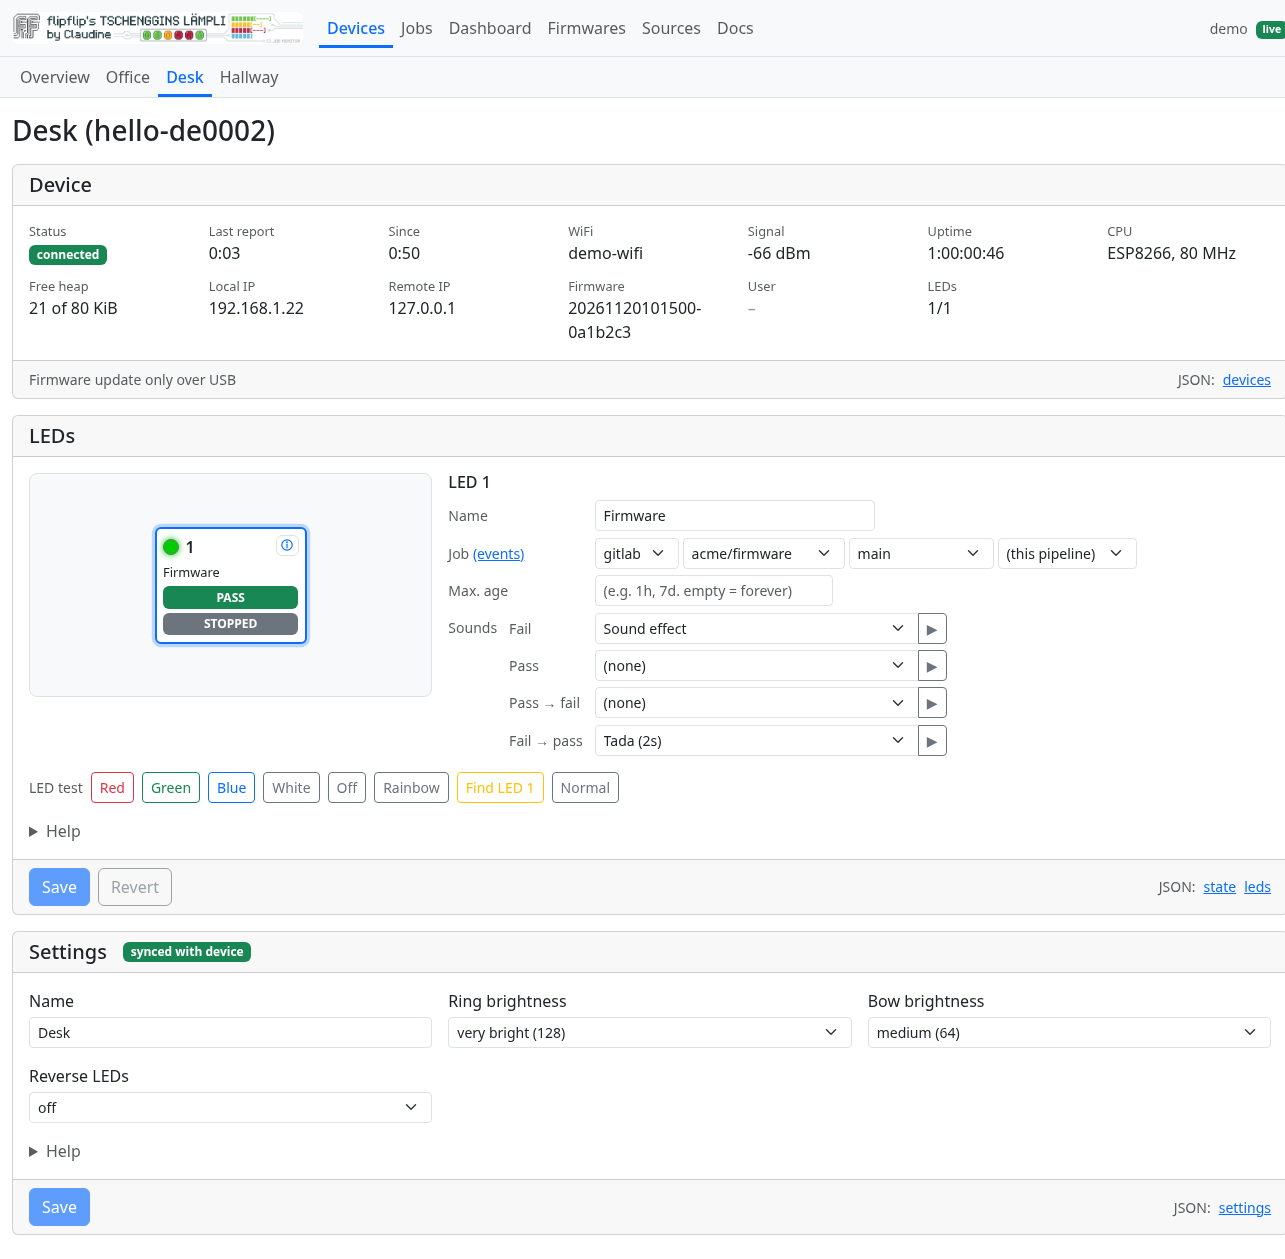 flipflip's TSCHENGGINS LÄMPLI
by Claudine
Devices Jobs Dashboard Firmwares Sources Docs
demo live
Overview Office Desk Hallway
Desk (hello-de0002)
Device
Status Last report Since WiFi Signal Uptime CPU
connected 0:03 0:50 demo-wifi -66 dBm 1:00:00:46 ESP8266, 80 MHz
Free heap Local IP Remote IP Firmware User LEDs
21 of 80 KiB 192.168.1.22 127.0.0.1 20261120101500- – 1/1
0a1b2c3
Firmware update only over USB JSON: devices
LEDs
1
Firmware
PASS
STOPPED
LED 1
Name Firmware
Job (events) gitlab acme/firmware main (this pipeline)
Max. age (e.g. 1h, 7d. empty = forever)
Sounds Fail Sound effect ▶
Pass (none) ▶
Pass → fail (none) ▶
Fail → pass Tada (2s) ▶
LED test Red Green Blue White Off Rainbow Find LED 1 Normal
▶ Help
Save Revert JSON: state leds
Settings synced with device
Name Ring brightness Bow brightness
Desk very bright (128) medium (64)
Reverse LEDs
off
▶ Help
Save JSON: settings